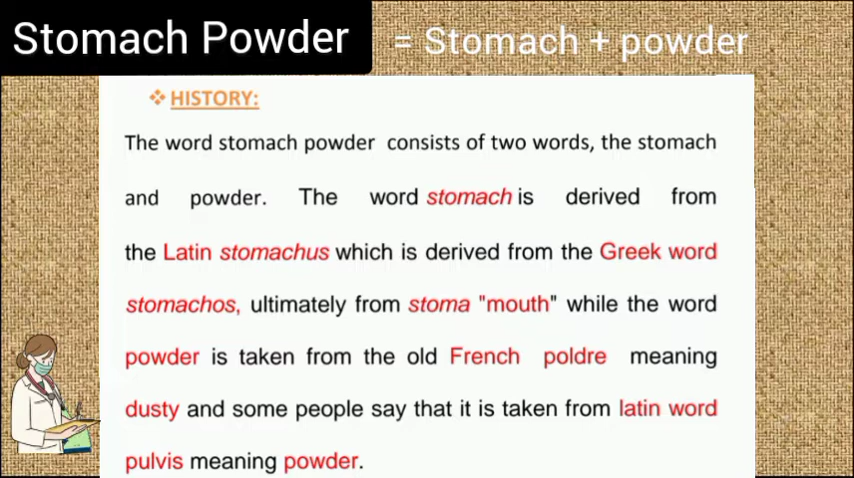 Stomach Powder = Stomach + powder
❖ HISTORY:
The word stomach powder consists of two words, the stomach
and powder. The word stomach is derived from
the Latin stomachus which is derived from the Greek word
stomachos, ultimately from stoma "mouth" while the word
powder is taken from the old French poldre meaning
dusty and some people say that it is taken from latin word
pulvis meaning powder.